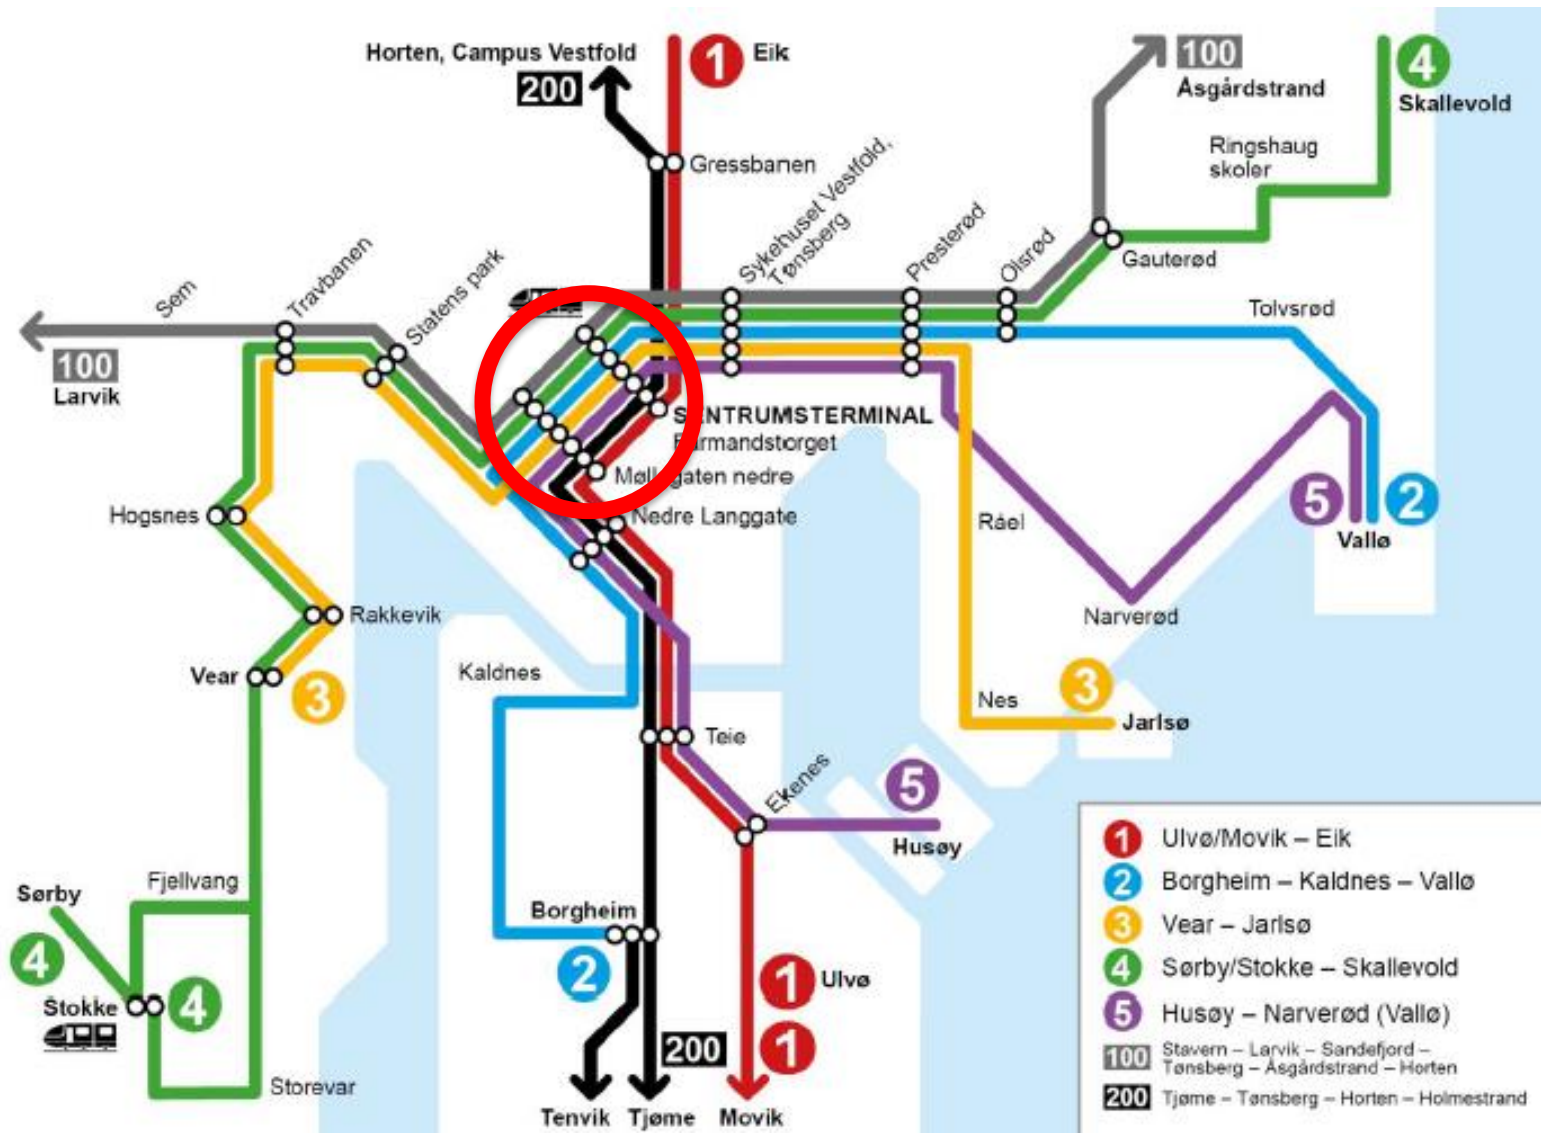 Horten, Campus Vestfold
200
1 Eik
100
Åsgårdstrand
4
Skallevold
Ringshaug
skoler
Gressbanen
Sykehuset Vestfold,
Tønsberg
Presterød
Olsrød
Gauterød
Tolvsrød
Sem
Travbanen
Statens park
100
Larvik
SENTRUMSTERMINAL
Farmandstorget
Møllegaten nedre
Nedre Langgate
Hogsnes
Råel
5 2
Vallø
Rakkevik
Narverød
Vear
3
Kaldnes
Nes
3
Jarlsø
Teie
Ekenes
5
Husøy
Fjellvang
Sørby
4
Borgheim
2
Stokke
4
1 Ulvø
200
1
Storevar
Tenvik Tjøme Movik
1 Ulvø/Movik – Eik
2 Borgheim – Kaldnes – Vallø
3 Vear – Jarlsø
4 Sørby/Stokke – Skallevold
5 Husøy – Narverød (Vallø)
100 Stavern – Larvik – Sandefjord –
Tønsberg – Åsgårdstrand – Horten
200 Tjøme – Tønsberg – Horten – Holmestrand